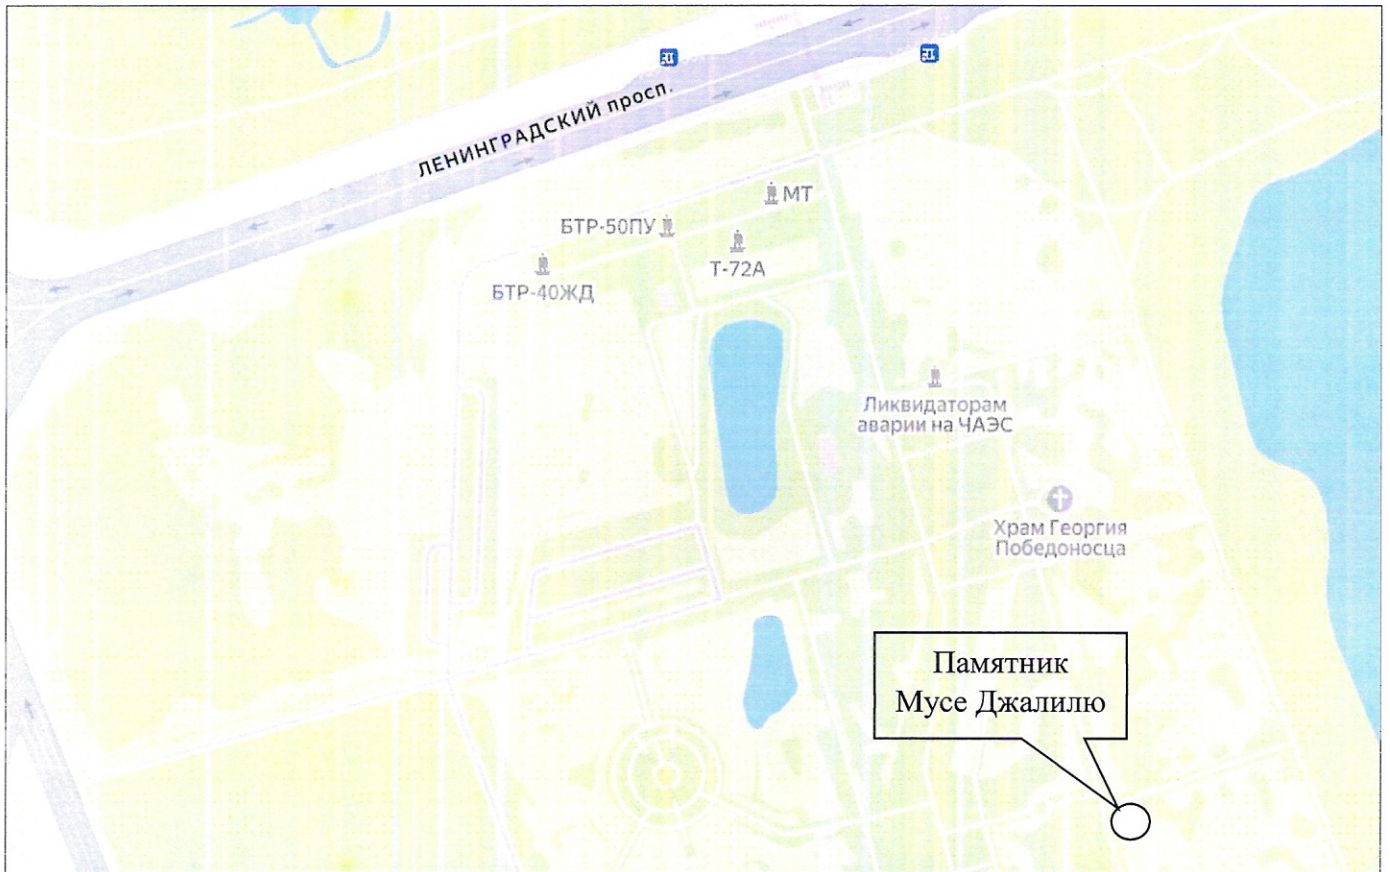 ЛЕНИНГРАДСКИЙ просп.
МТ
БТР-50ПУ
Т-72А
БТР-40ЖД
Ликвидаторам
аварии на ЧАЭС
Храм Георгия
Победоносца
Памятник
Мусе Джалилю